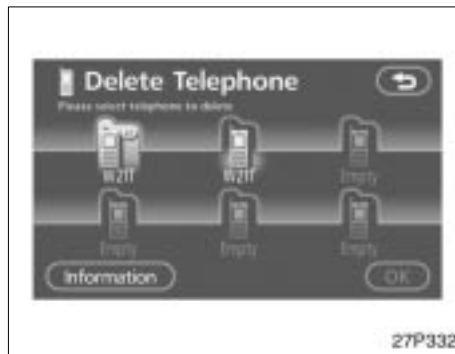 Delete Telephone
Please select telephone to delete
W21T W21T Empty
Empty Empty Empty
Information OK
27P332